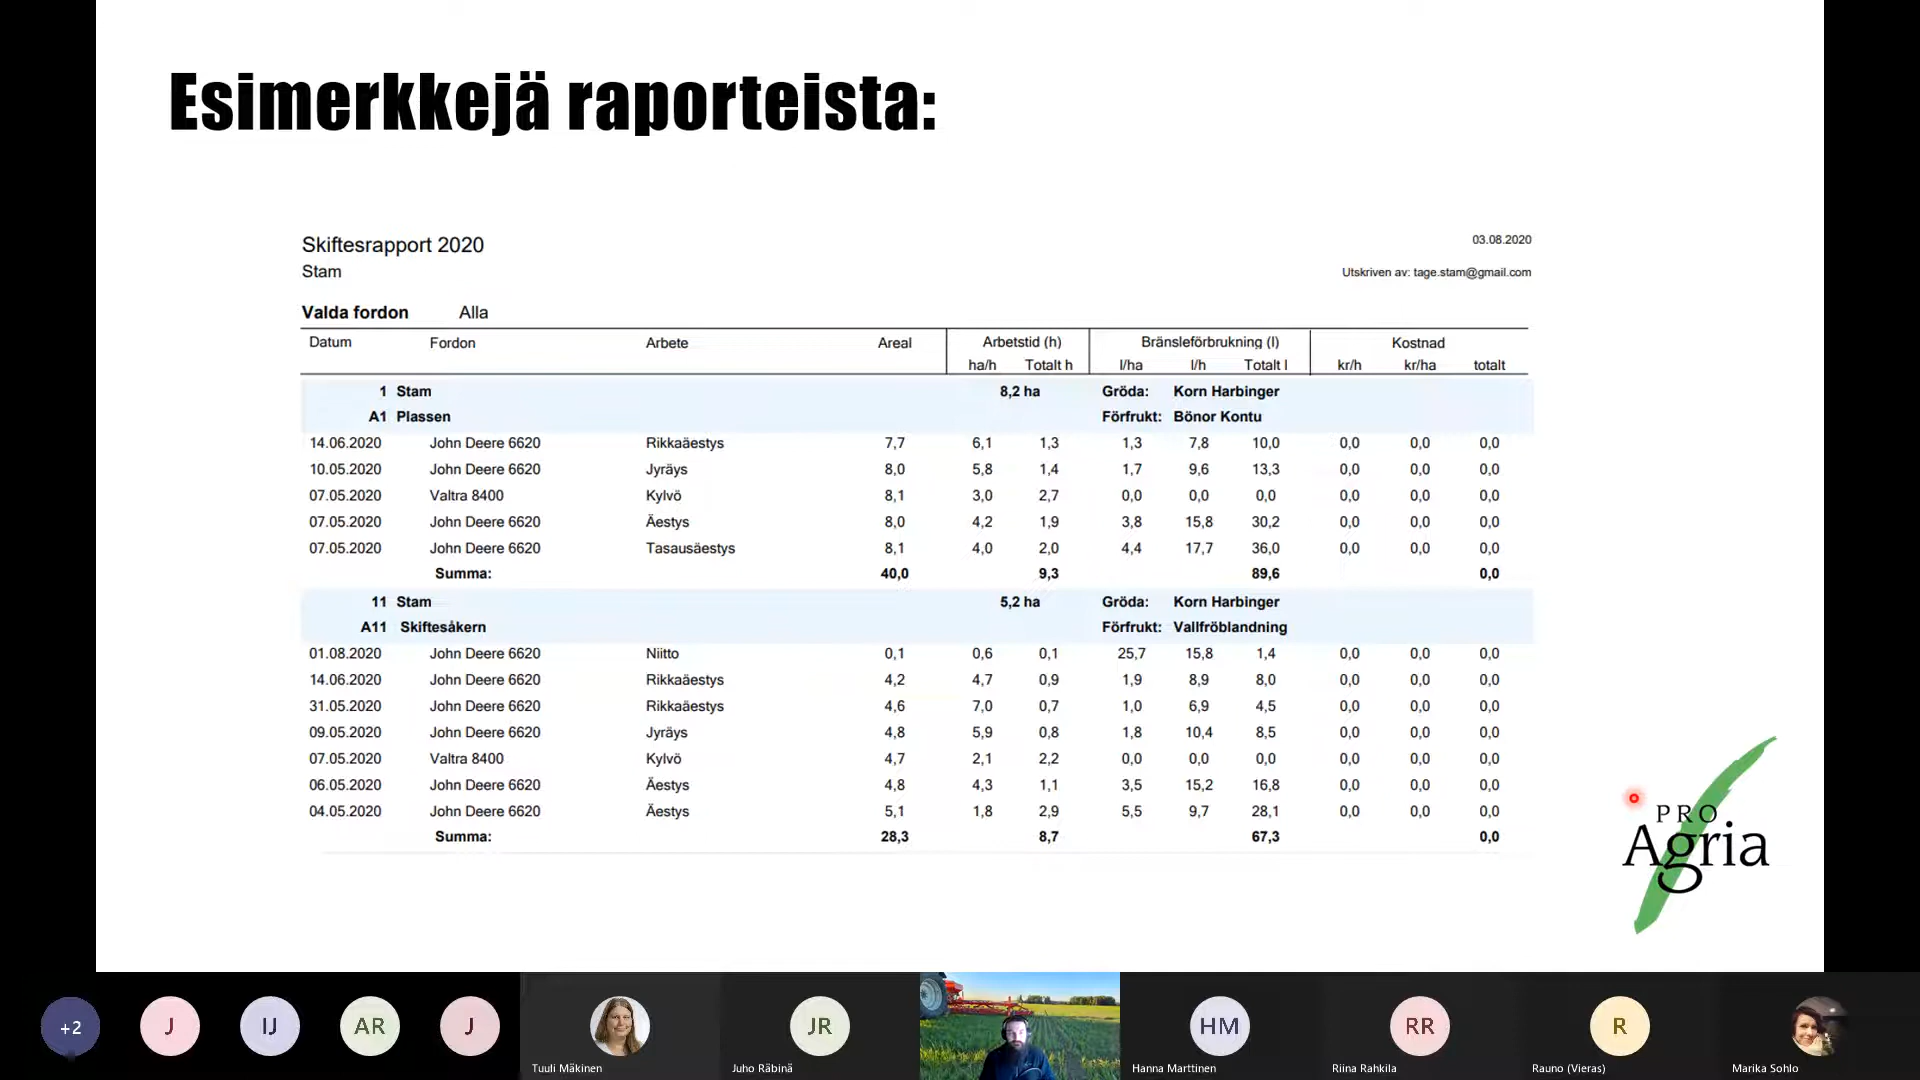 Esimerkkejä raporteista:
Skiftesrapport 2020
03.08.2020
Stam
Utskriven av: tage.stam@gmail.com
Valda fordon Alla
Datum Fordon Arbete Areal Arbetstid (h) Bränsleförbrukning (l) Kostnad
ha/h Totalt h l/ha l/h Totalt l kr/h kr/ha totalt
1 Stam 8,2 ha Gröda: Korn Harbinger
A1 Plassen Förfrukt: Bönor Kontu
14.06.2020 John Deere 6620 Rikkaäestys 7,7 6,1 1,3 1,3 7,8 10,0 0,0 0,0 0,0
10.05.2020 John Deere 6620 Jyräys 8,0 5,8 1,4 1,7 9,6 13,3 0,0 0,0 0,0
07.05.2020 Valtra 8400 Kylvö 8,1 3,0 2,7 0,0 0,0 0,0 0,0 0,0 0,0
07.05.2020 John Deere 6620 Äestys 8,0 4,2 1,9 3,8 15,8 30,2 0,0 0,0 0,0
07.05.2020 John Deere 6620 Tasausäestys 8,1 4,0 2,0 4,4 17,7 36,0 0,0 0,0 0,0
Summa: 40,0 9,3 89,6 0,0
11 Stam 5,2 ha Gröda: Korn Harbinger
A11 Skiftesåkern Förfrukt: Vallfröblandning
01.08.2020 John Deere 6620 Niitto 0,1 0,6 0,1 25,7 15,8 1,4 0,0 0,0 0,0
14.06.2020 John Deere 6620 Rikkaäestys 4,2 4,7 0,9 1,9 8,9 8,0 0,0 0,0 0,0
31.05.2020 John Deere 6620 Rikkaäestys 4,6 7,0 0,7 1,0 6,9 4,5 0,0 0,0 0,0
09.05.2020 John Deere 6620 Jyräys 4,8 5,9 0,8 1,8 10,4 8,5 0,0 0,0 0,0
07.05.2020 Valtra 8400 Kylvö 4,7 2,1 2,2 0,0 0,0 0,0 0,0 0,0 0,0
06.05.2020 John Deere 6620 Äestys 4,8 4,3 1,1 3,5 15,2 16,8 0,0 0,0 0,0
04.05.2020 John Deere 6620 Äestys 5,1 1,8 2,9 5,5 9,7 28,1 0,0 0,0 0,0
Summa: 28,3 8,7 67,3 0,0
PRO
Agria
+2 J IJ AR J JR HM RR R
Tuuli Mäkinen Juho Räbinä Hanna Marttinen Riina Rahkila Rauno (Vieras) Marika Sohlo